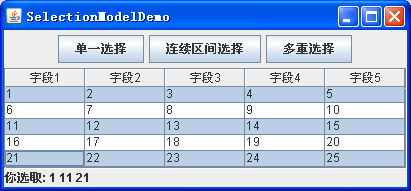 SelectionModelDemo
单一选择 连续区间选择 多重选择
字段1 字段2 字段3 字段4 字段5
1 2 3 4 5
6 7 8 9 10
11 12 13 14 15
16 17 18 19 20
21 22 23 24 25
你选取: 1 11 21